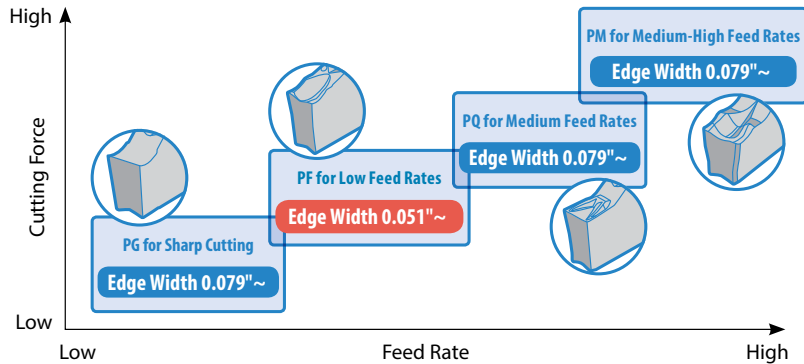 High
PM for Medium-High Feed Rates
Edge Width 0.079"~
PQ for Medium Feed Rates
Edge Width 0.079"~
PF for Low Feed Rates
Edge Width 0.051"~
PG for Sharp Cutting
Edge Width 0.079"~
Cutting Force
Low
Low
Feed Rate
High